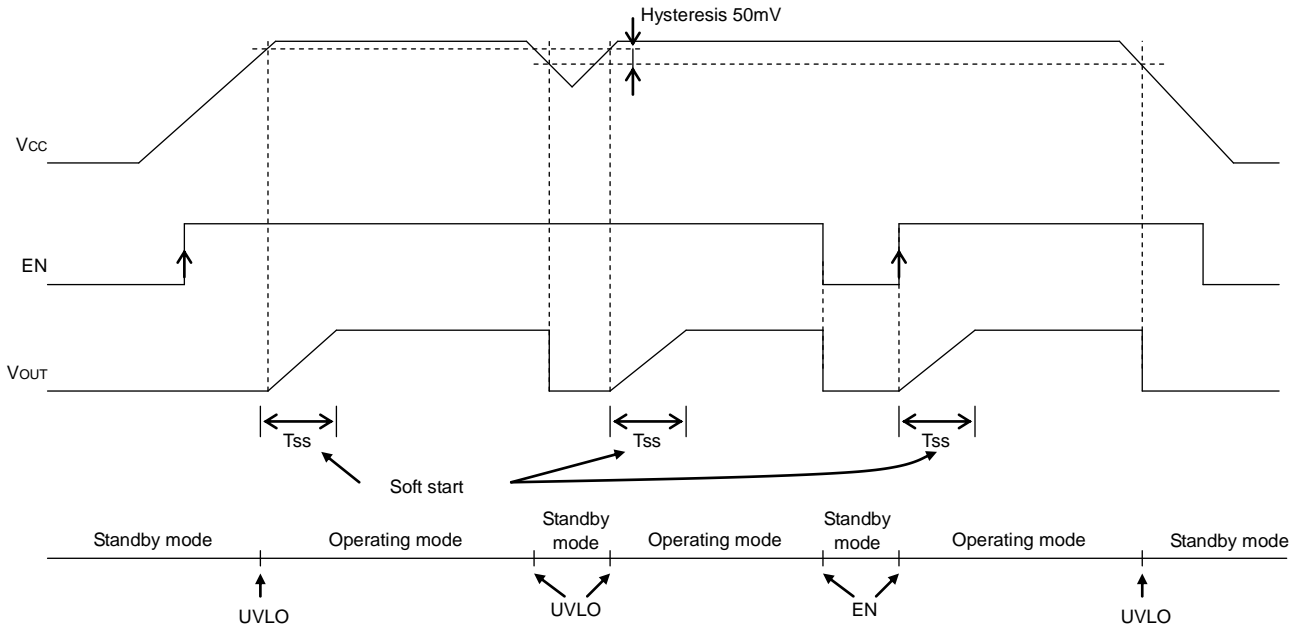 Hysteresis 50mV
VCC
EN
VOUT
Tss
Tss
Tss
Soft start
Standby mode
Operating mode
Standby
mode
Operating mode
Standby
mode
Operating mode
Standby mode
UVLO
UVLO
EN
UVLO